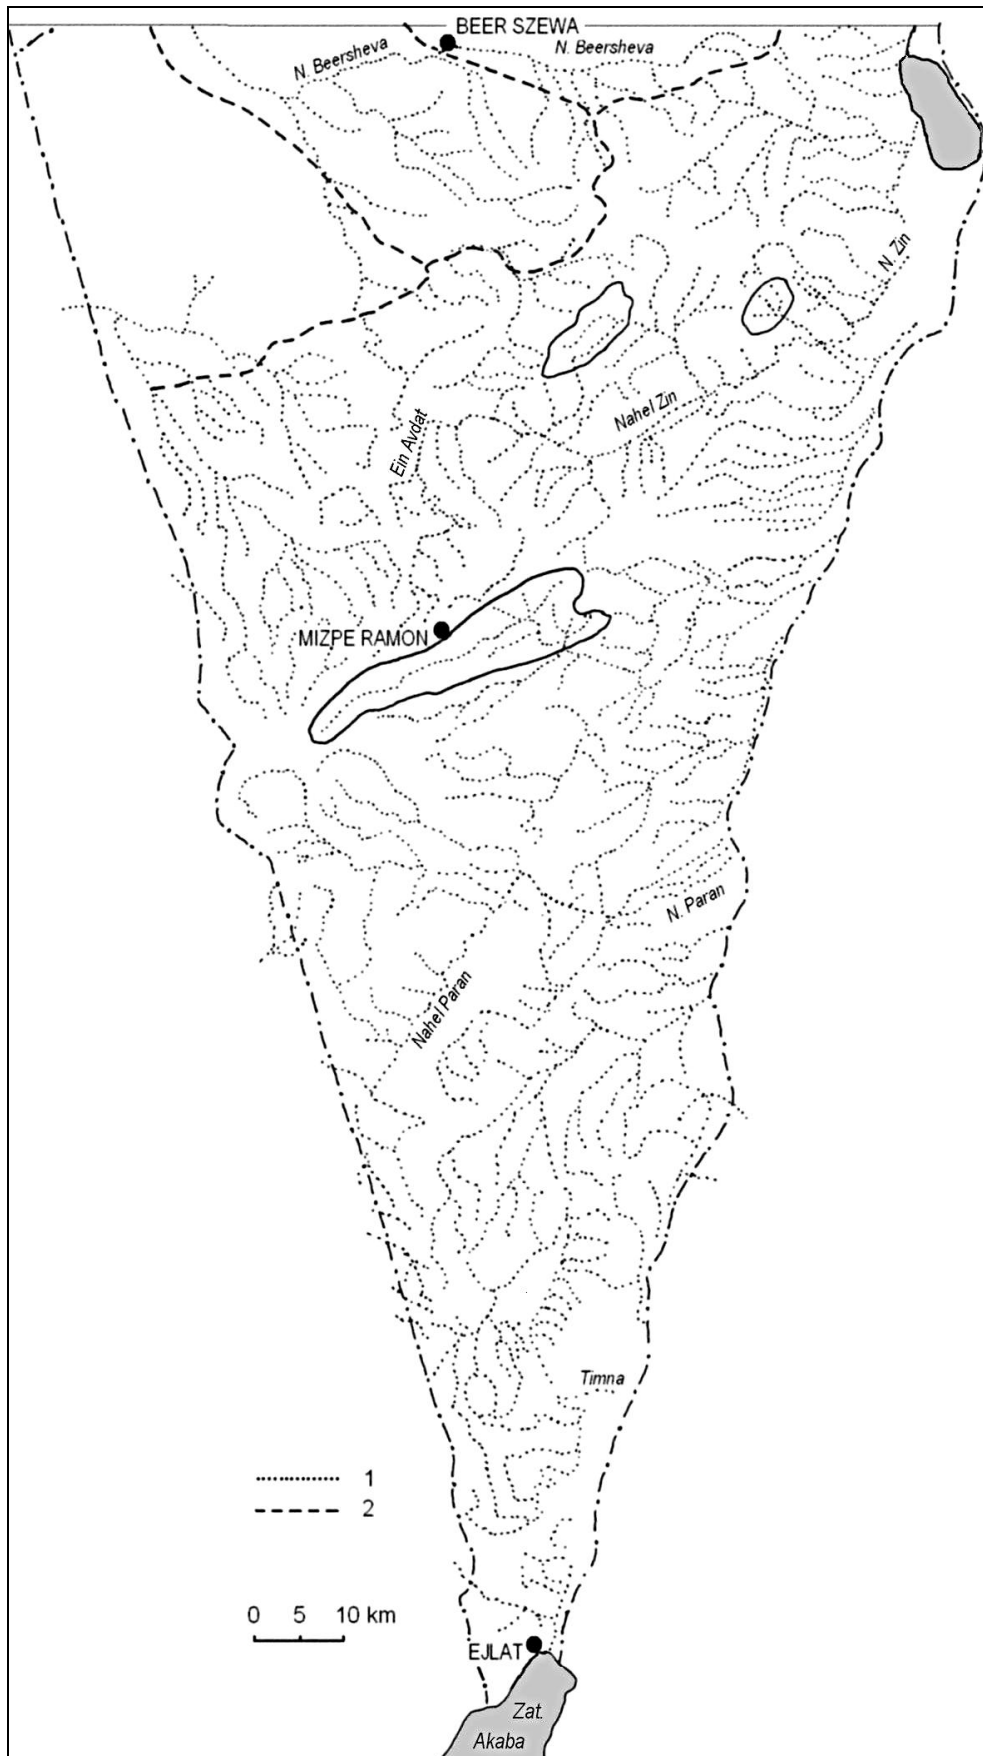 BEER SZEWA
N. Beersheva
N. Beersheva
N. Zin
Nahel Zin
Ein Avdat
MIZPE RAMON
N. Paran
Nahel Paran
Timna
1
2
0 5 10 km
EJLAT
Zat.
Akaba